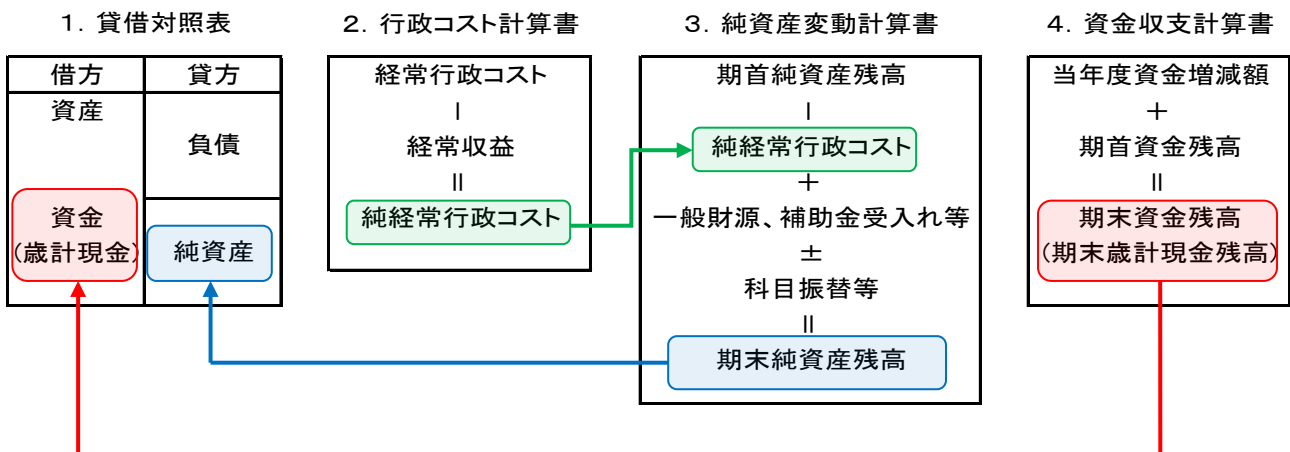 1．貸借対照表
借方
貸方
資産
負債
資金
(歳計現金)
純資産
2．行政コスト計算書
経常行政コスト
－
経常収益
＝
純経常行政コスト
3．純資産変動計算書
期首純資産残高
－
純経常行政コスト
＋
一般財源、補助金受入れ等
±
科目振替等
＝
期末純資産残高
4．資金収支計算書
当年度資金増減額
＋
期首資金残高
＝
期末資金残高
(期末歳計現金残高)